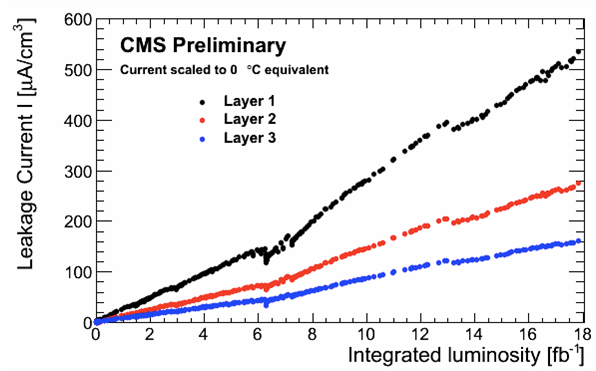 600
500
400
300
200
100
0
Leakage Current I [μA/cm³]
CMS Preliminary
Current scaled to 0 °C equivalent
Layer 1
Layer 2
Layer 3
0 2 4 6 8 10 12 14 16 18
Integrated luminosity [fb⁻¹]